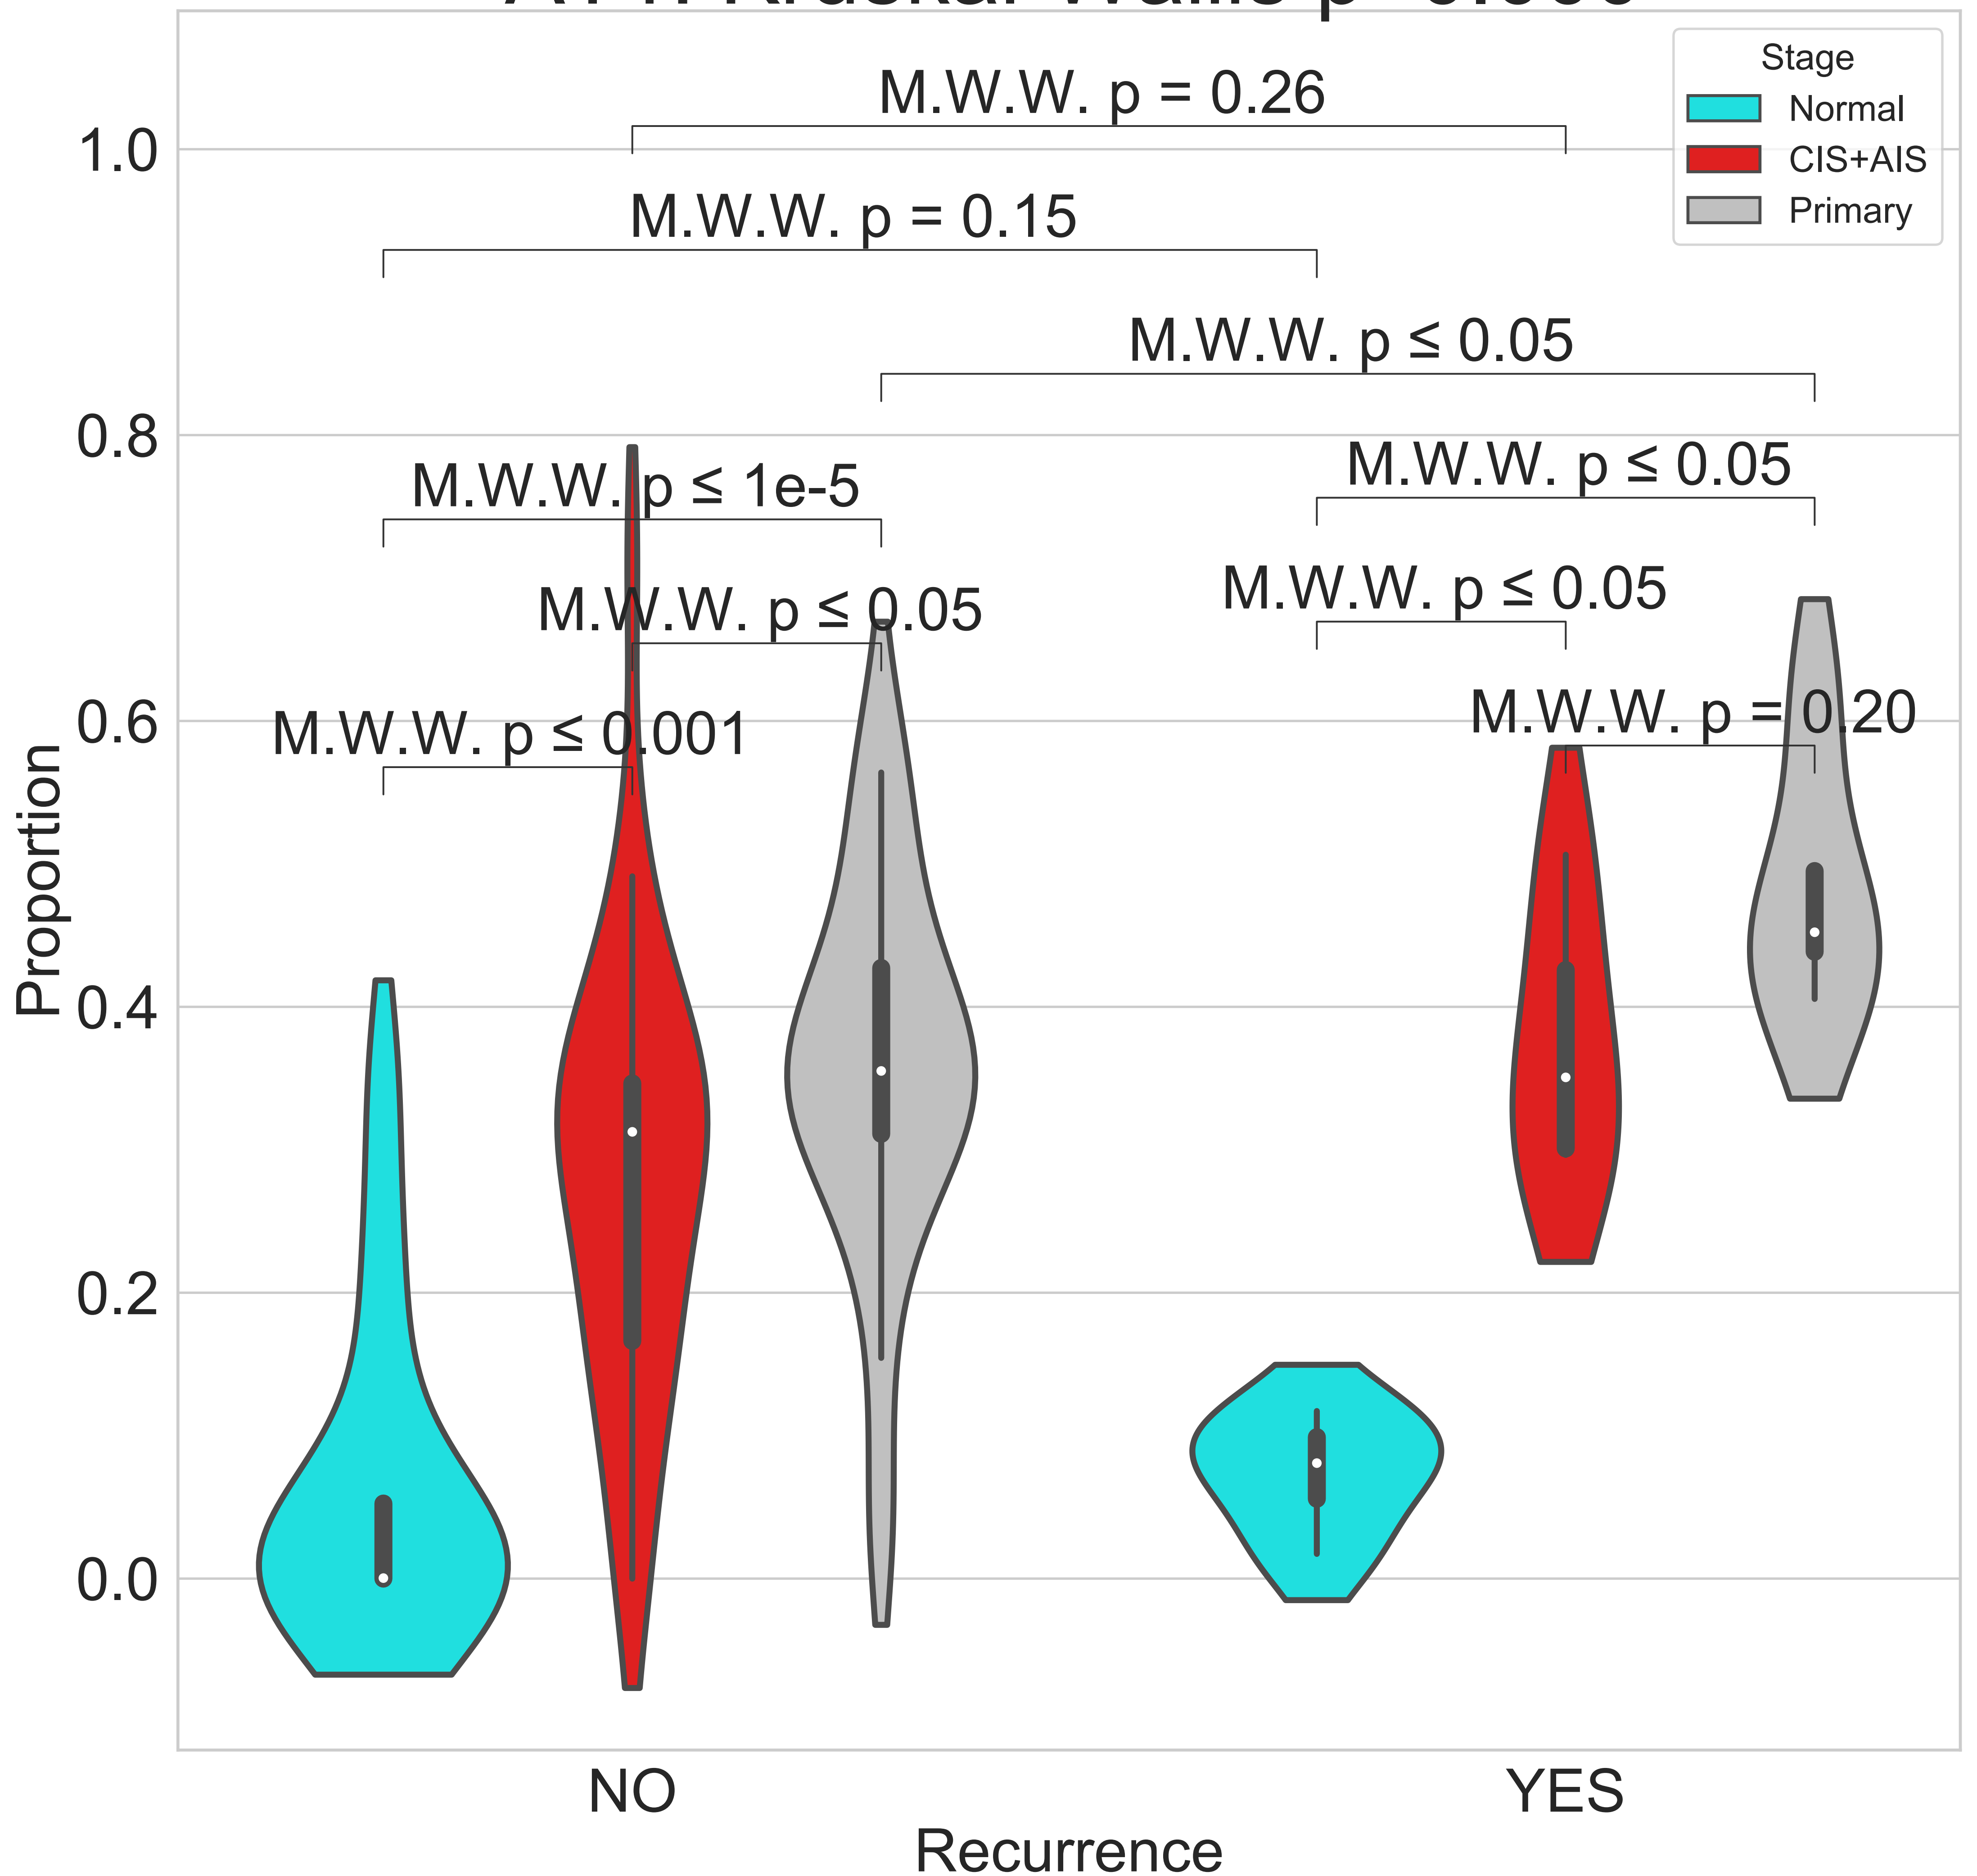 Stage
Normal
CIS+AIS
Primary
M.W.W. p = 0.26
M.W.W. p = 0.15
M.W.W. p ≤ 0.05
M.W.W. p ≤ 0.05
M.W.W. p ≤ 1e-5
M.W.W. p ≤ 0.05
M.W.W. p ≤ 0.05
M.W.W. p ≤ 0.001
M.W.W. p = 0.20
1.0
0.8
0.6
0.4
0.2
0.0
Proportion
NO
YES
Recurrence